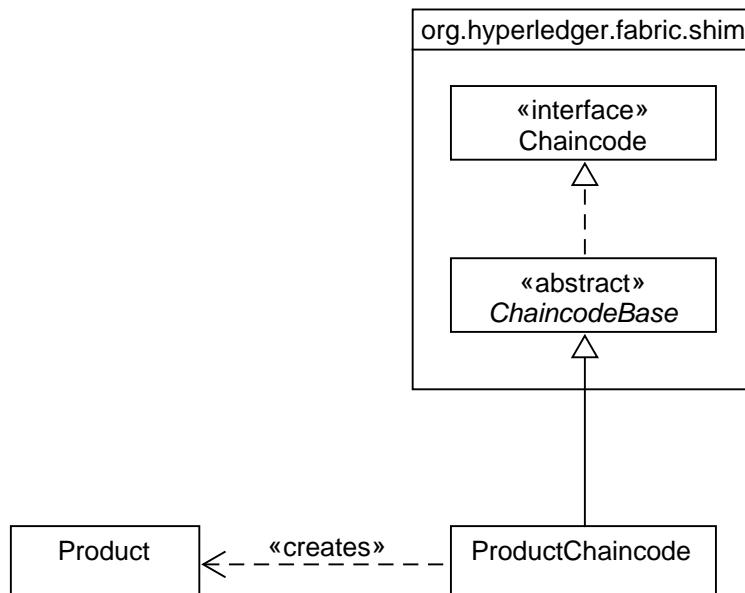 org.hyperledger.fabric.shim
«interface»
Chaincode
«abstract»
ChaincodeBase
Product
«creates»
ProductChaincode